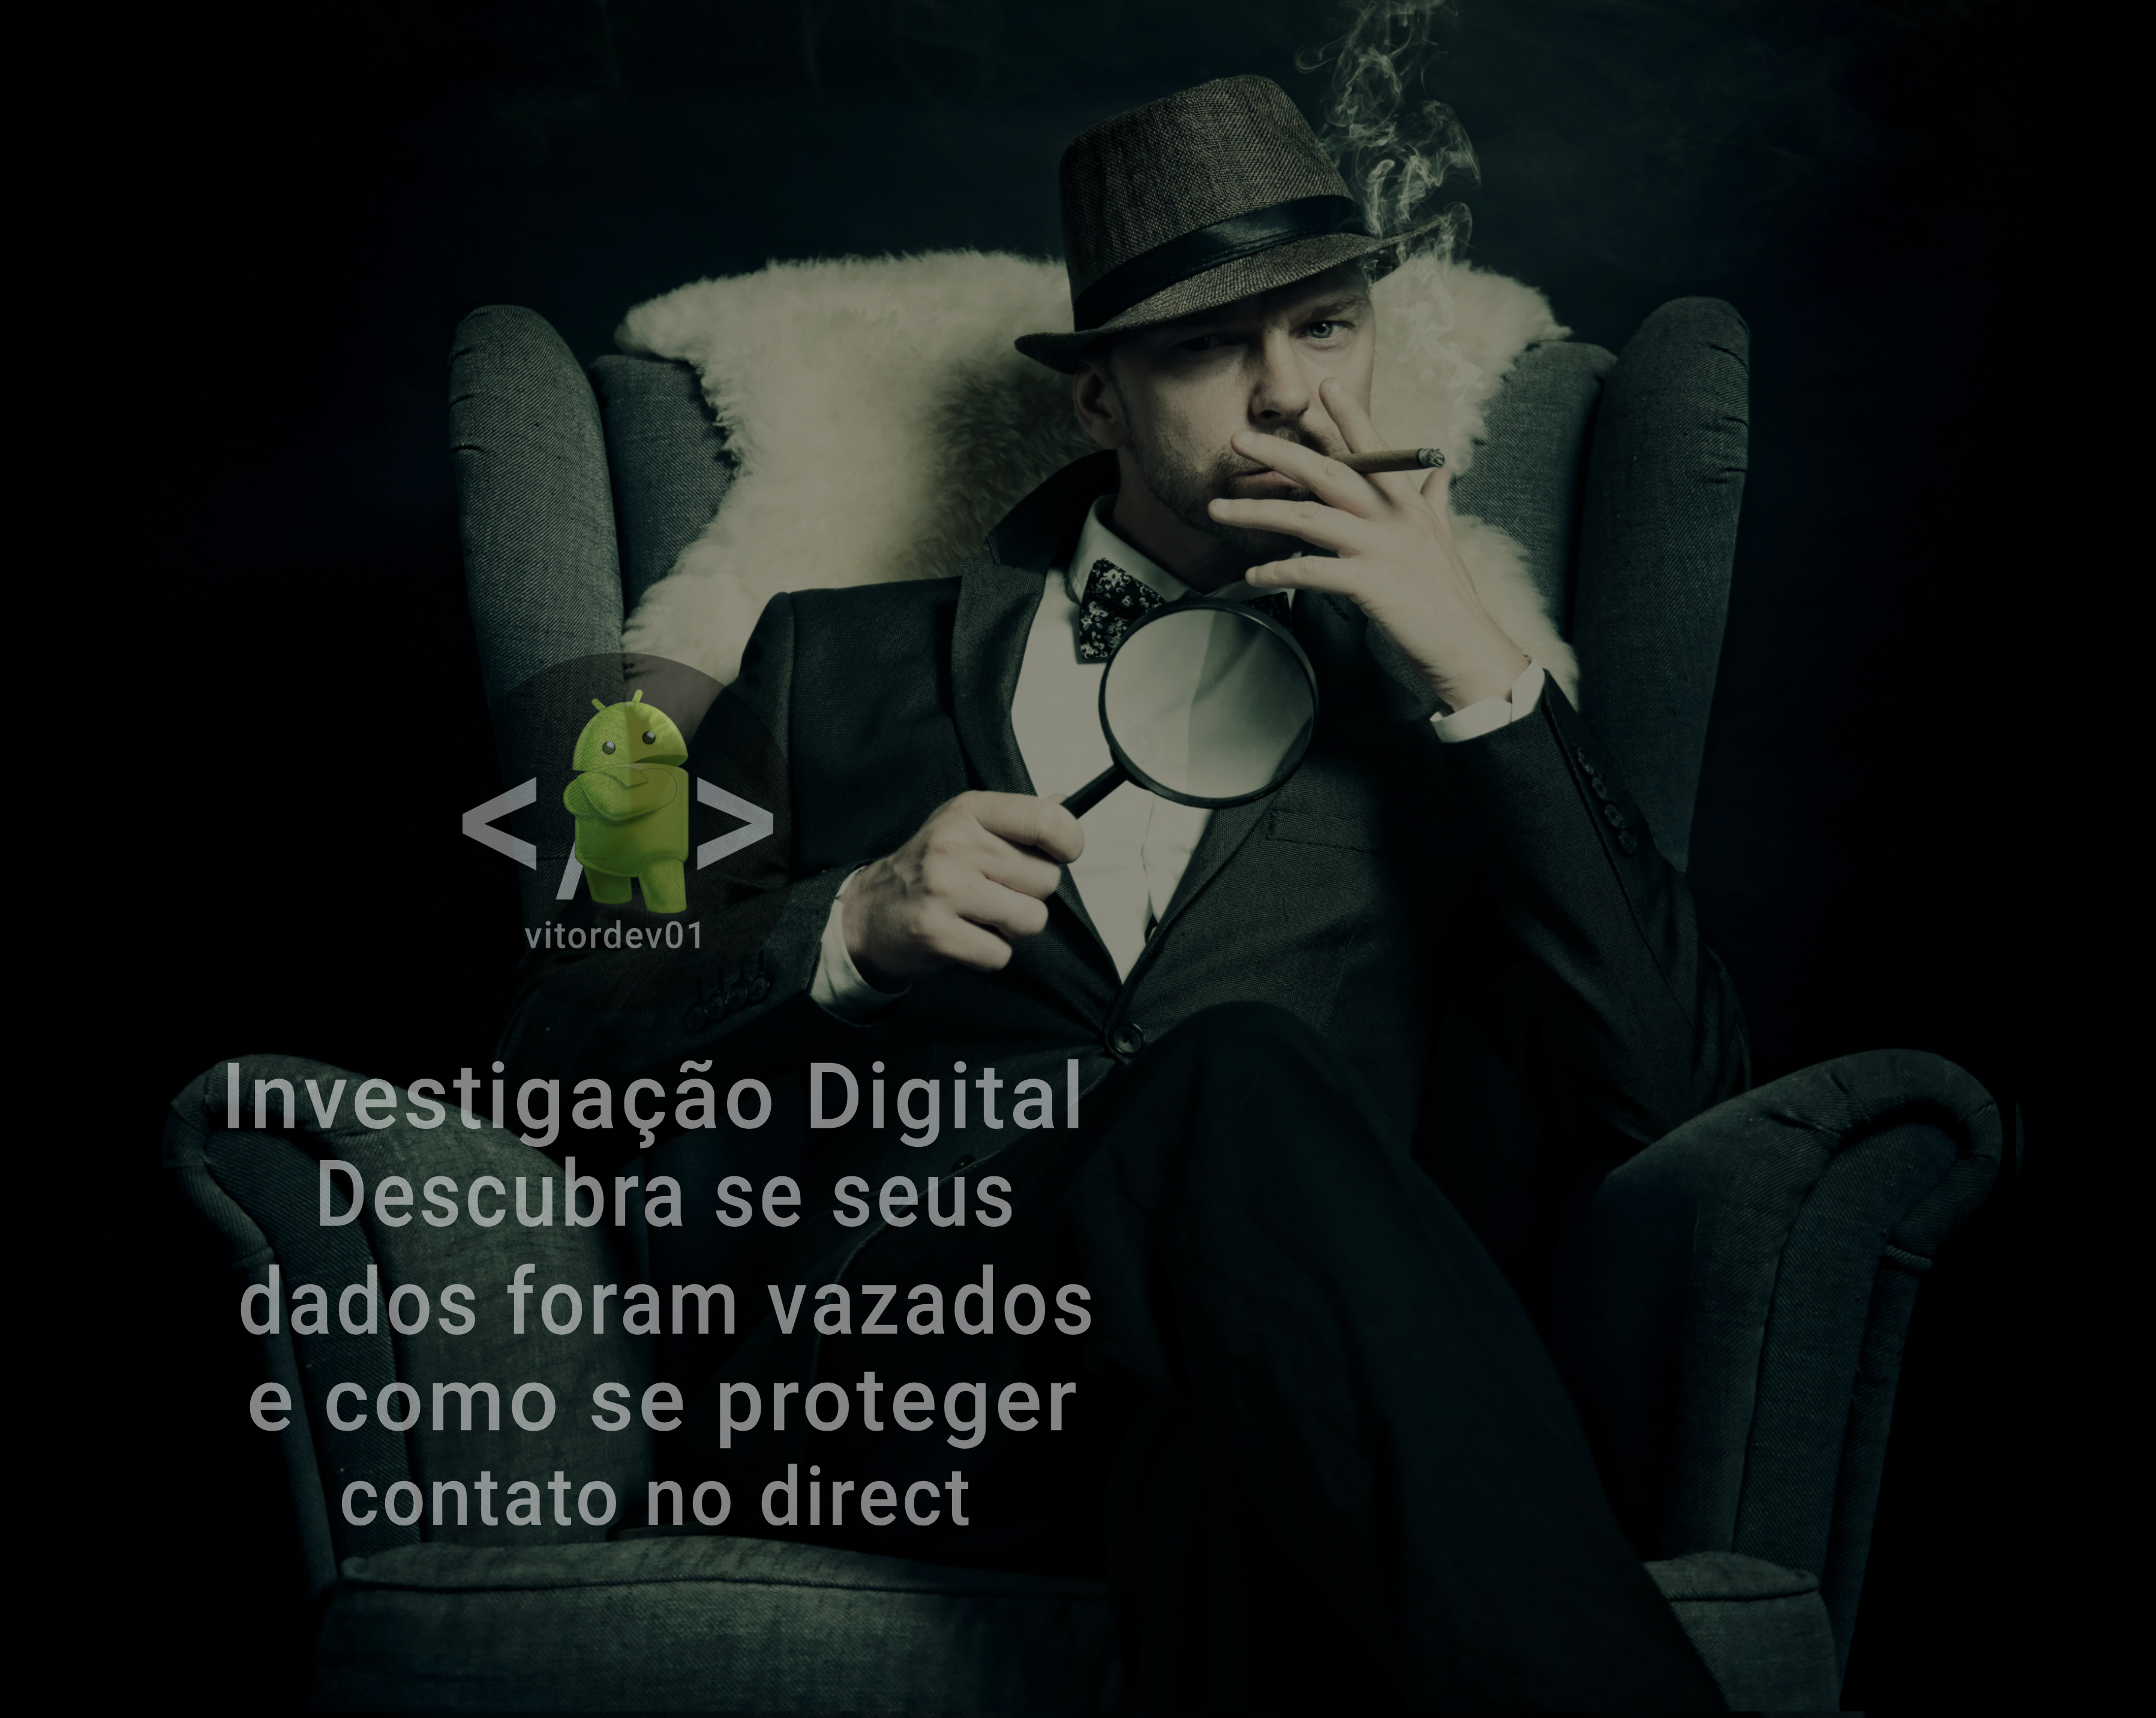 vitordev01
Investigação Digital
Descubra se seus
dados foram vazados
e como se proteger
contato no direct